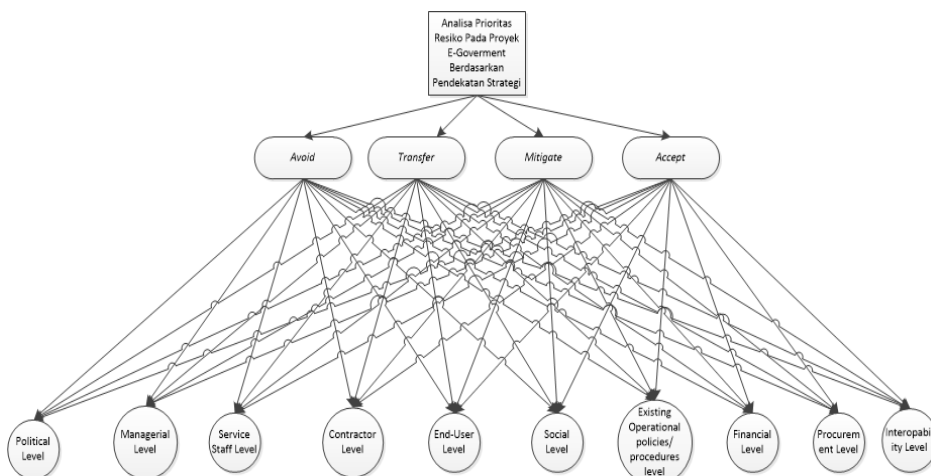 Analisa Prioritas
Resiko Pada Proyek
E-Goverment
Berdasarkan
Pendekatan Strategi
Avoid
Transfer
Mitigate
Accept
Political
Level
Managerial
Level
Service
Staff Level
Contractor
Level
End-User
Level
Social
Level
Existing
Operational
policies/
procedures
level
Financial
Level
Procurem
ent Level
Interopabil
ity Level